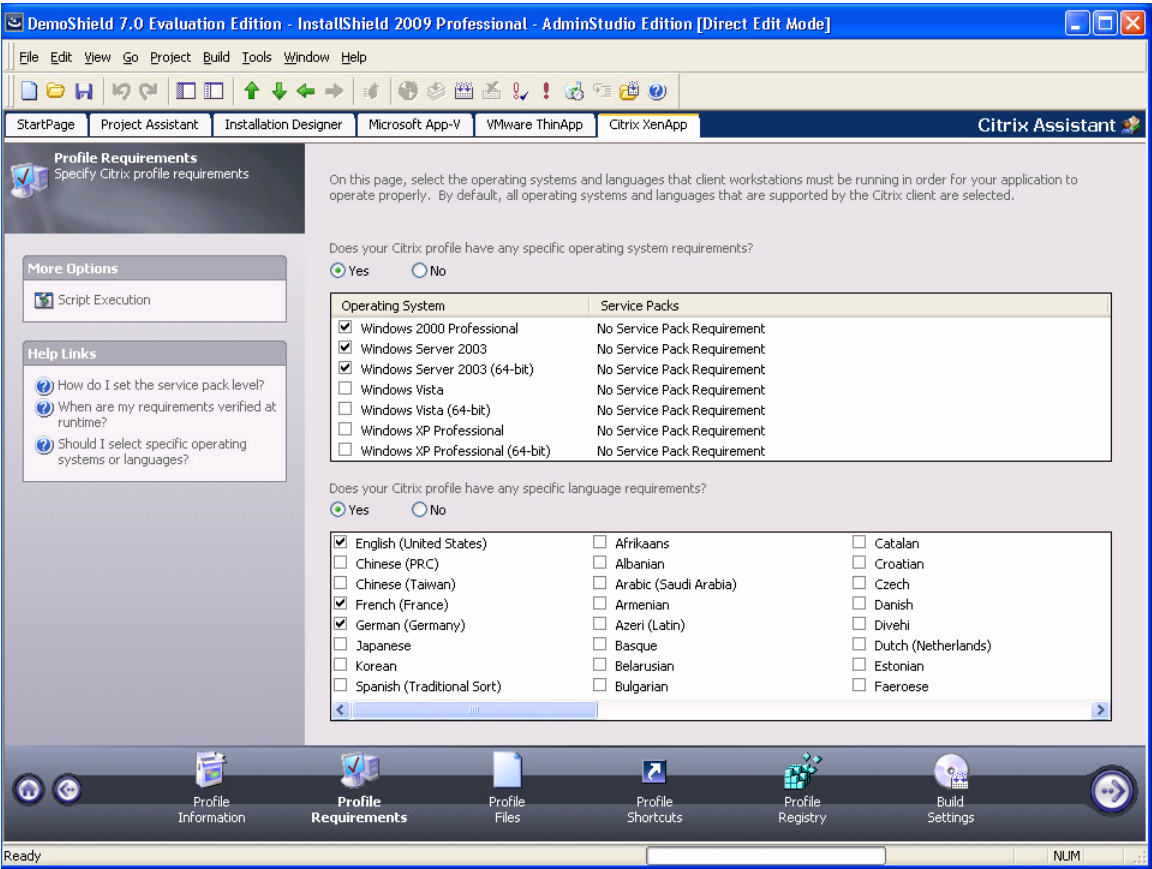 DemoShield 7.0 Evaluation Edition - InstallShield 2009 Professional - AdminStudio Edition [Direct Edit Mode]
File Edit View Go Project Build Tools Window Help
StartPage Project Assistant Installation Designer Microsoft App-V VMware ThinApp Citrix XenApp Citrix Assistant
Profile Requirements
Specify Citrix profile requirements
On this page, select the operating systems and languages that client workstations must be running in order for your application to
operate properly. By default, all operating systems and languages that are supported by the Citrix client are selected.
More Options
Script Execution
Help Links
How do I set the service pack level?
When are my requirements verified at
runtime?
Should I select specific operating
systems or languages?
Does your Citrix profile have any specific operating system requirements?
Yes No
Operating System Service Packs
Windows 2000 Professional No Service Pack Requirement
Windows Server 2003 No Service Pack Requirement
Windows Server 2003 (64-bit) No Service Pack Requirement
Windows Vista No Service Pack Requirement
Windows Vista (64-bit) No Service Pack Requirement
Windows XP Professional No Service Pack Requirement
Windows XP Professional (64-bit) No Service Pack Requirement
Does your Citrix profile have any specific language requirements?
Yes No
English (United States) Afrikaans Catalan
Chinese (PRC) Albanian Croatian
Chinese (Taiwan) Arabic (Saudi Arabia) Czech
French (France) Armenian Danish
German (Germany) Azeri (Latin) Divehi
Japanese Basque Dutch (Netherlands)
Korean Belarusian Estonian
Spanish (Traditional Sort) Bulgarian Faeroese
Profile
Information
Profile
Requirements
Profile
Files
Profile
Shortcuts
Profile
Registry
Build
Settings
Ready NUM